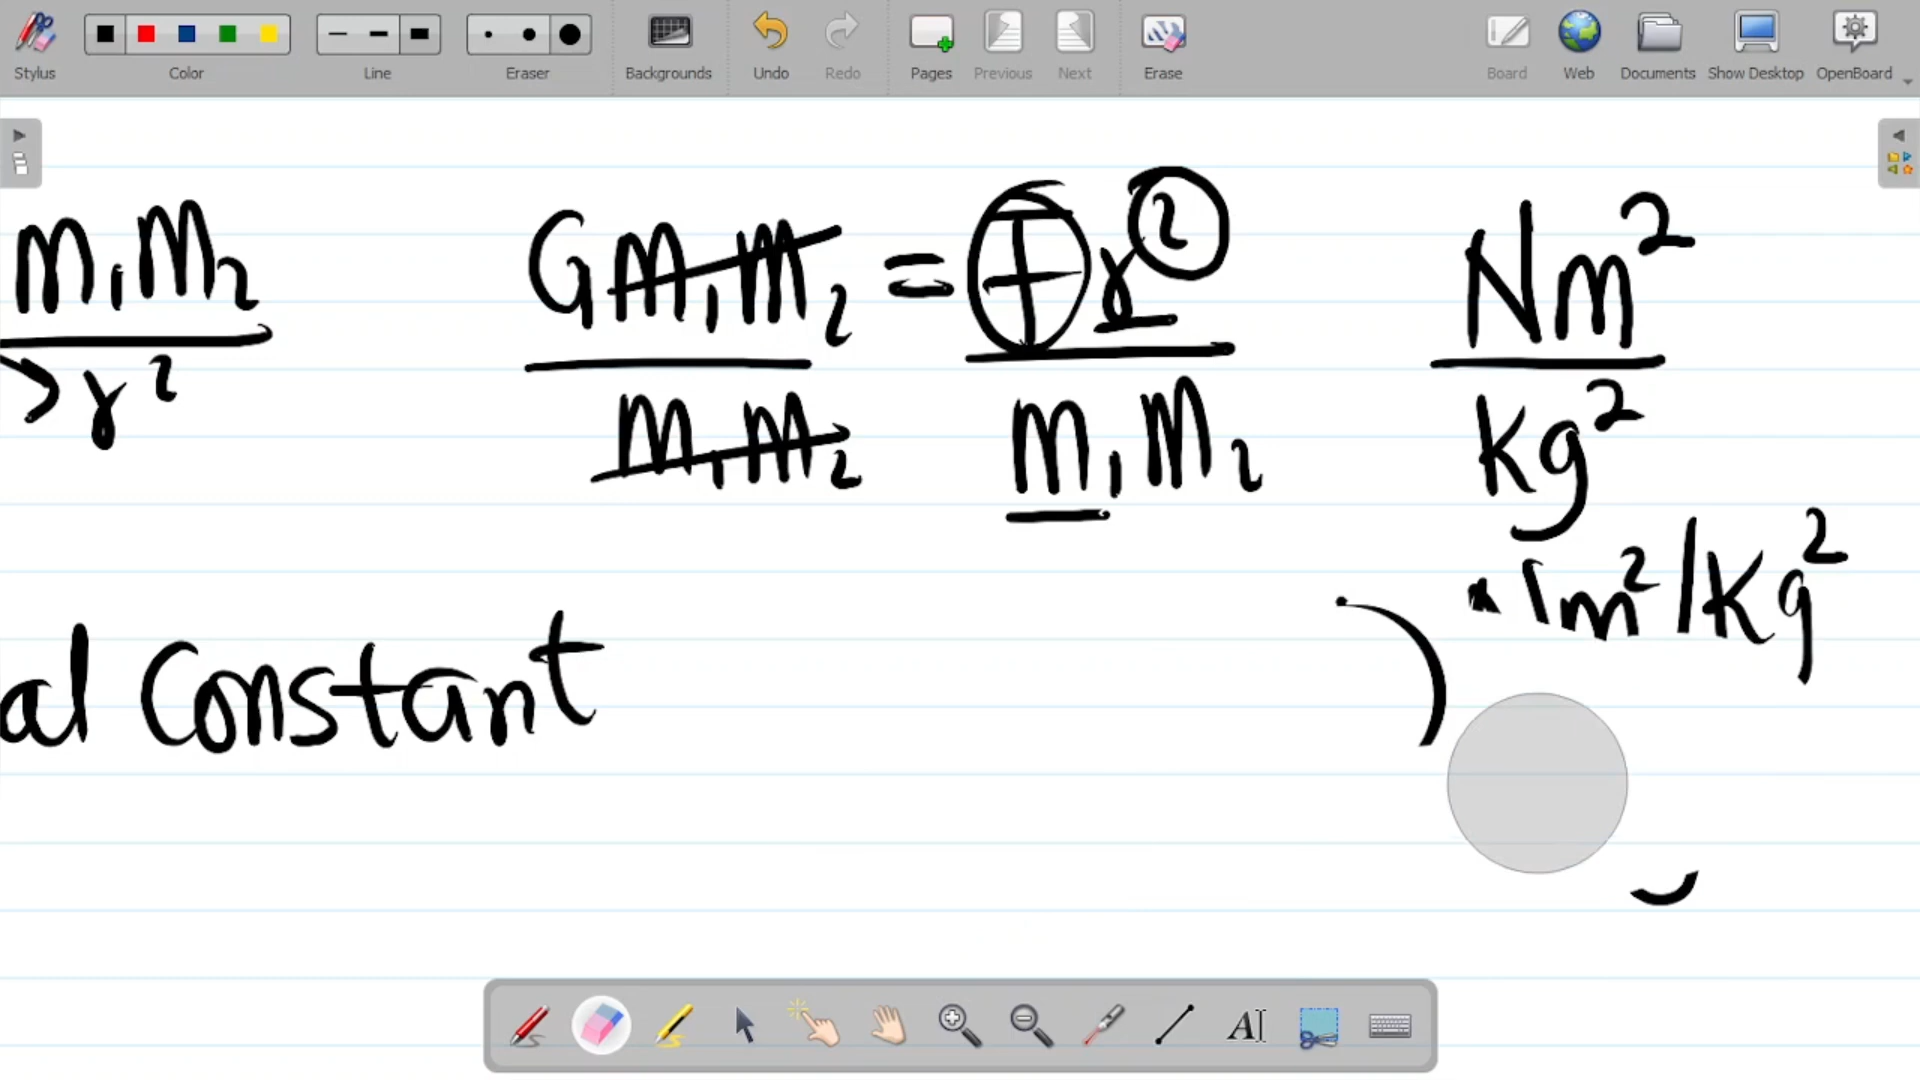 Stylus Color Line Eraser Backgrounds Undo Redo Pages Previous Next Erase Board Web Documents Show Desktop OpenBoard
M₁M₂ / r²
GM₁M₂ / M₁M₂ = Fr² / M₁M₂
Nm² / Kg²
m²/Kg²
al Constant